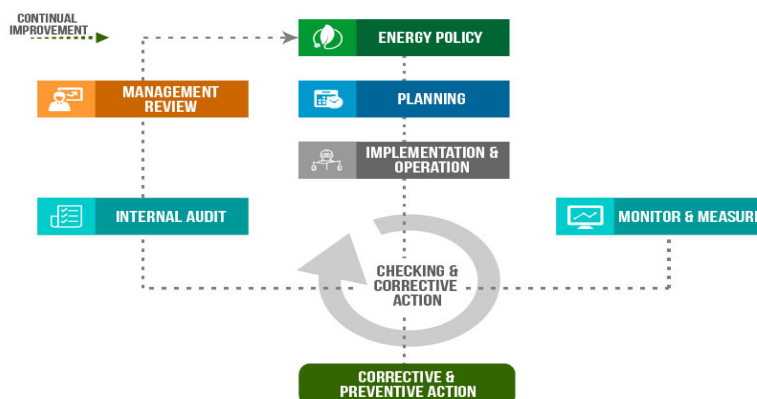 CONTINUAL
IMPROVEMENT
ENERGY POLICY
MANAGEMENT
REVIEW
PLANNING
IMPLEMENTATION &
OPERATION
INTERNAL AUDIT
MONITOR & MEASURE
CHECKING &
CORRECTIVE
ACTION
CORRECTIVE &
PREVENTIVE ACTION